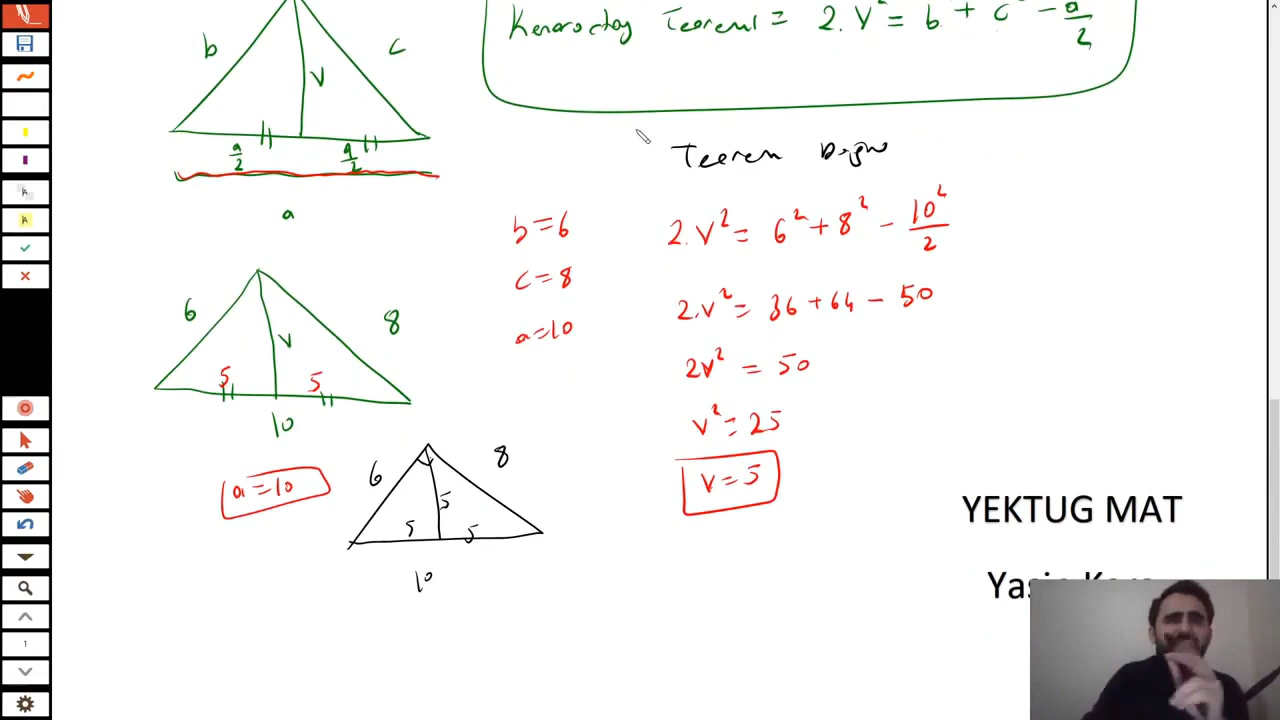 Kenarortay Teoremi = 2.V² = b² + c² - a²/2
b
c
V
a/2 a/2
a
Teorem Doğru
b=6
2.V² = 6² + 8² - 10²/2
c=8
2.V² = 36 + 64 - 50
a=10
2V² = 50
V² = 25
V = 5
6
8
V
5 5
10
a=10
6
8
5
5 5
10
YEKTUG MAT